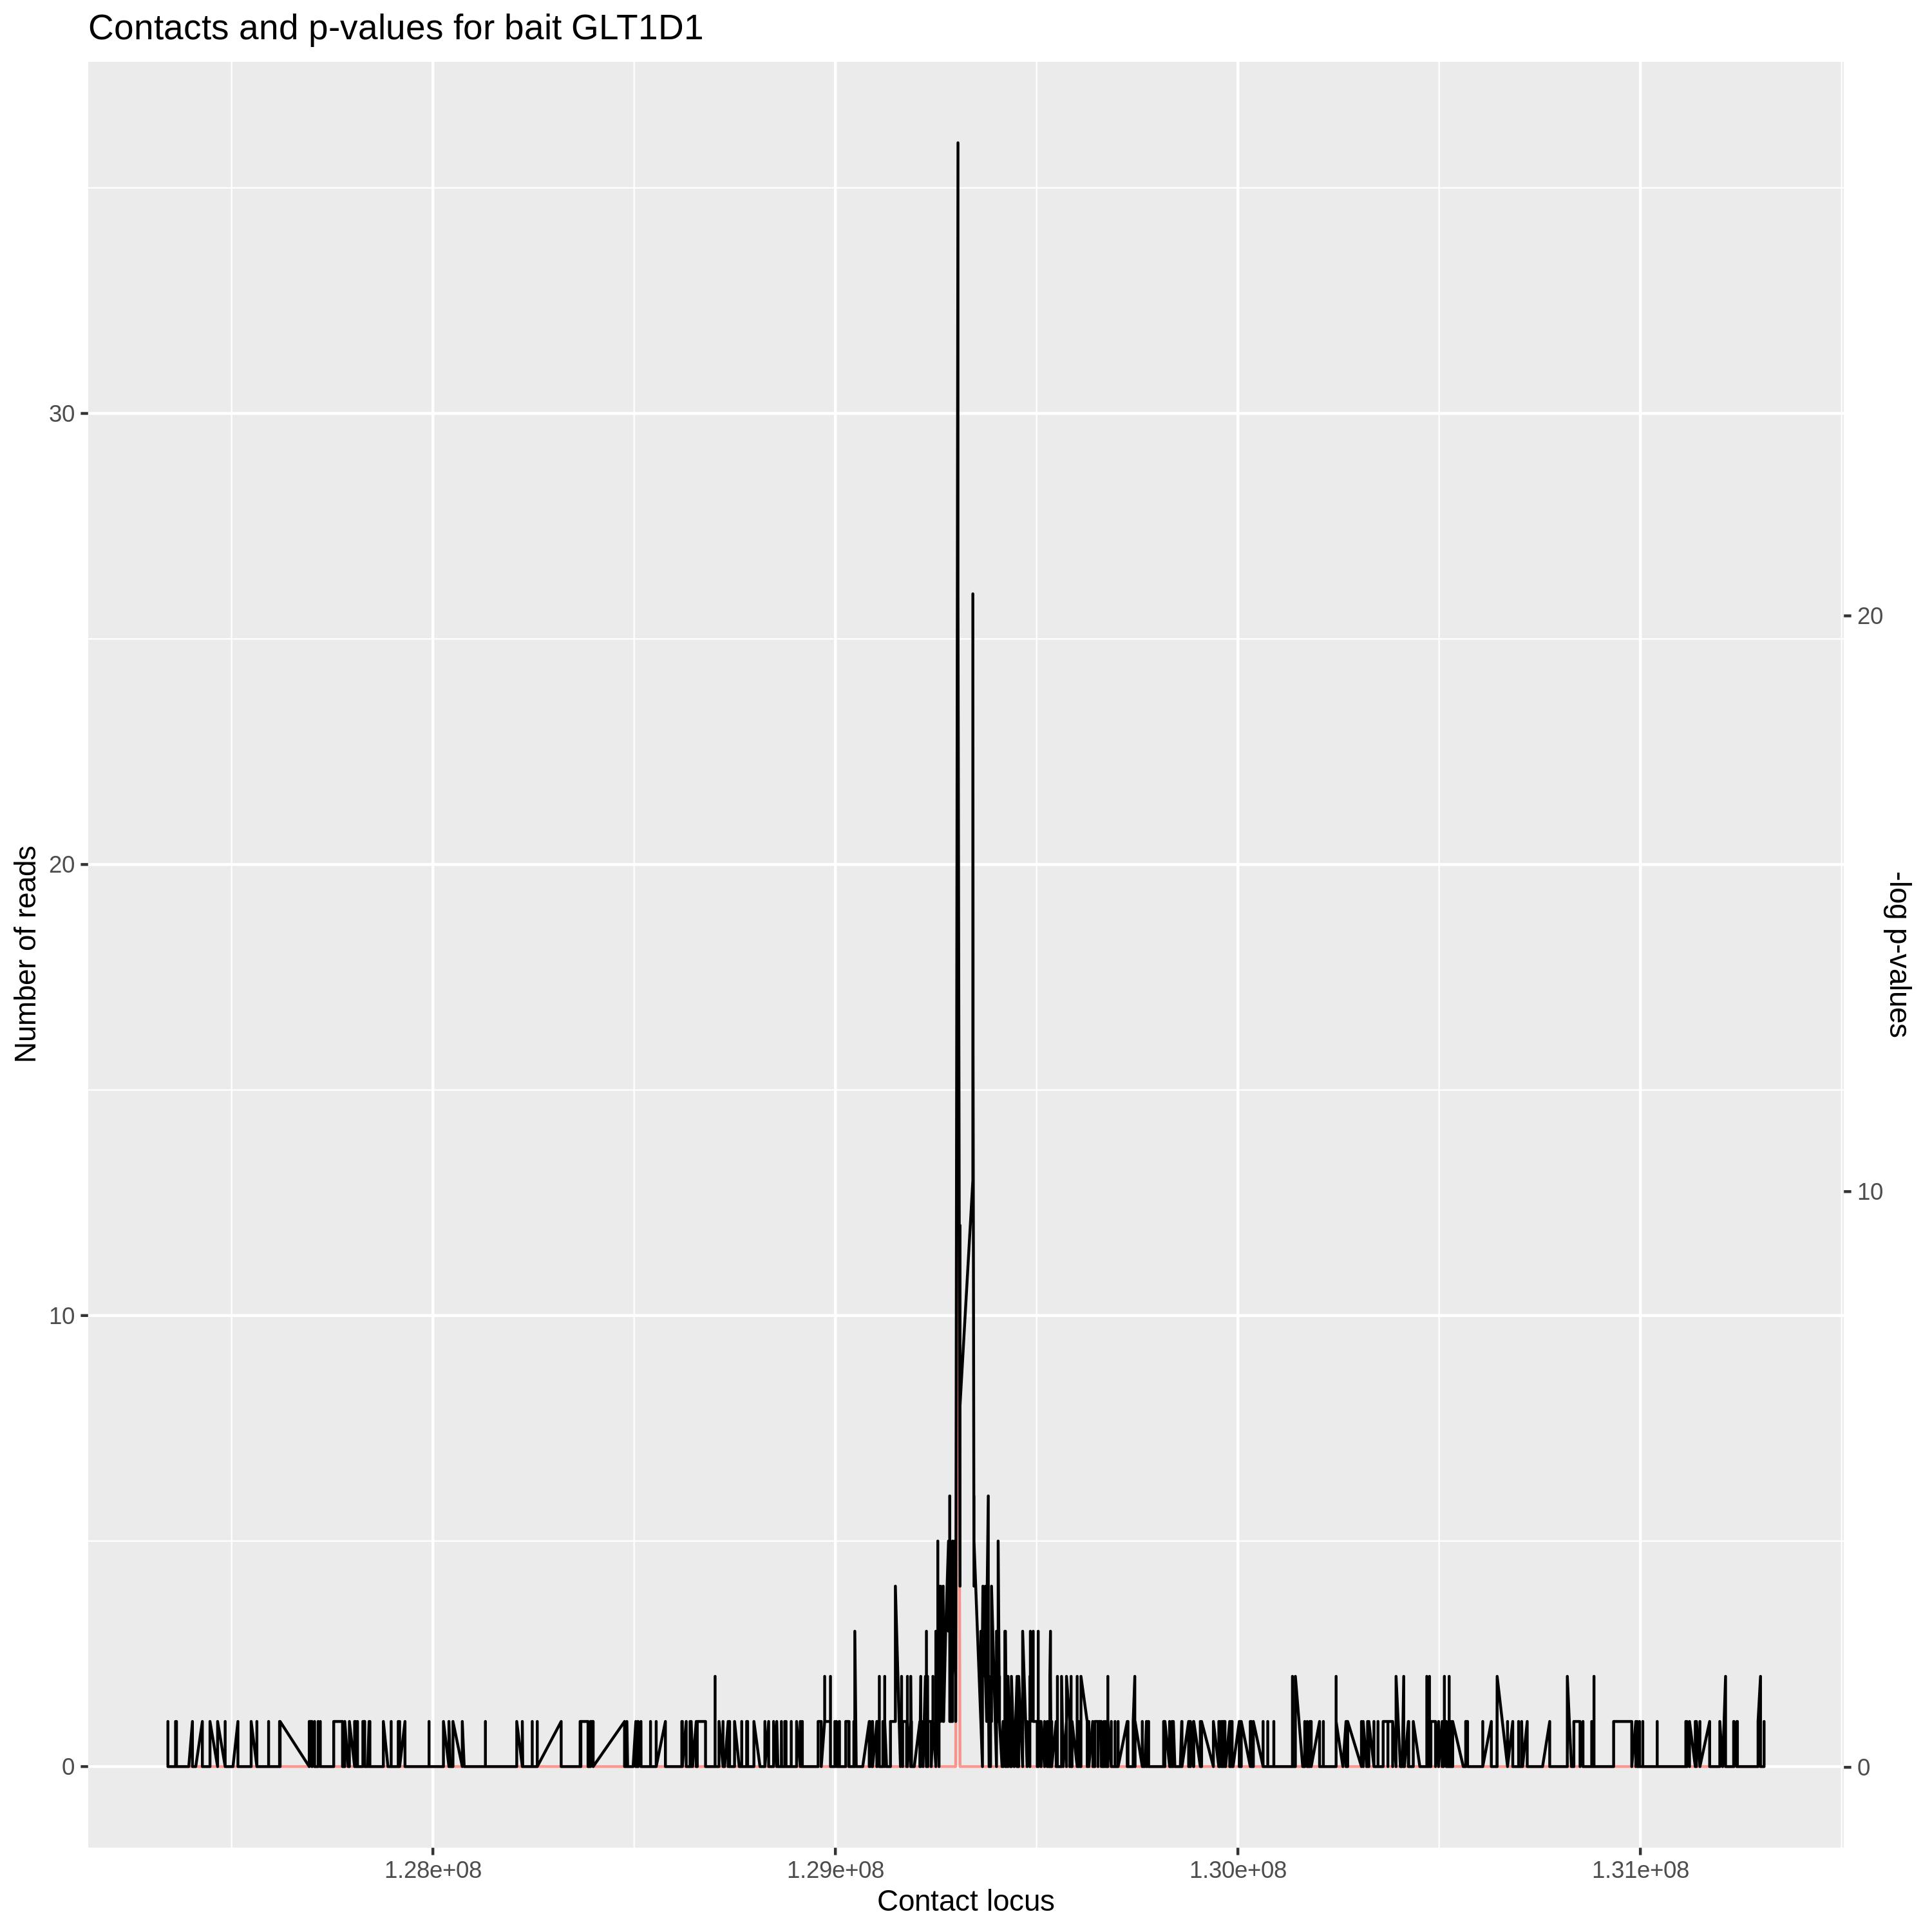 Contacts and p-values for bait GLT1D1
30
20
10
0
Number of reads
20
10
0
-log p-values
1.28e+08 1.29e+08 1.30e+08 1.31e+08
Contact locus